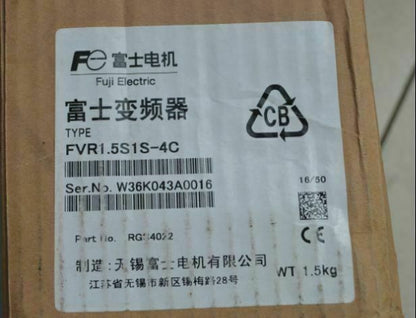 Fe 富士电机
Fuji Electric
富士变频器
TYPE
FVR1.5S1S-4C
CB
Ser.No. W36K043A0016
16/50
Part No. RGS4022
CE
制造:无锡富士电机有限公司
WT 1.5kg
江苏省无锡市新区锡梅路28号